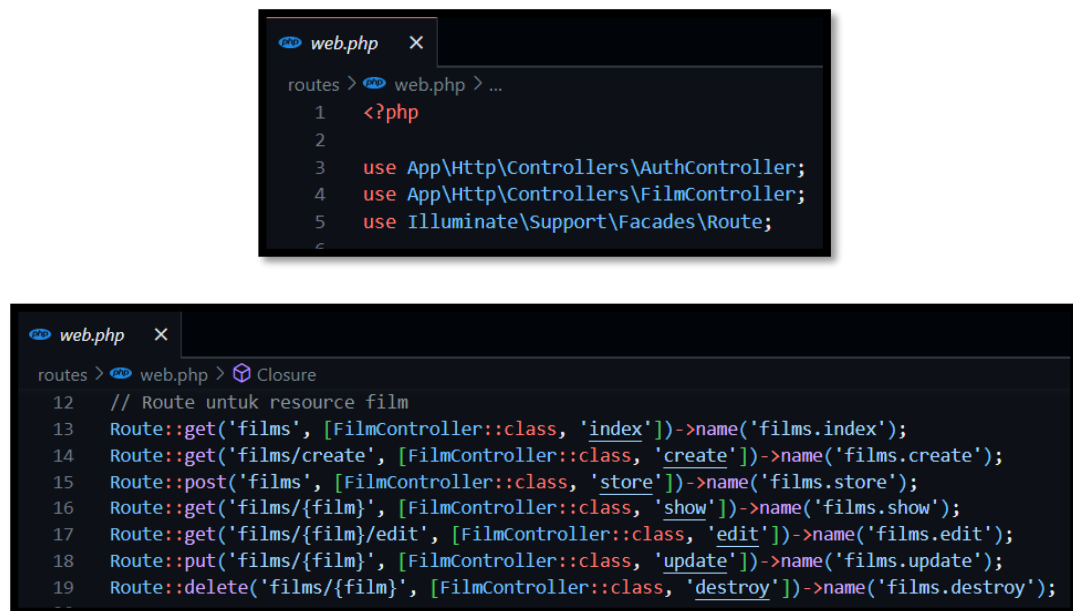 php web.php ×
routes > php web.php > ...
1 <?php
2
3 use App\Http\Controllers\AuthController;
4 use App\Http\Controllers\FilmController;
5 use Illuminate\Support\Facades\Route;
6
php web.php ×
routes > php web.php > Closure
12 // Route untuk resource film
13 Route::get('films', [FilmController::class, 'index'])->name('films.index');
14 Route::get('films/create', [FilmController::class, 'create'])->name('films.create');
15 Route::post('films', [FilmController::class, 'store'])->name('films.store');
16 Route::get('films/{film}', [FilmController::class, 'show'])->name('films.show');
17 Route::get('films/{film}/edit', [FilmController::class, 'edit'])->name('films.edit');
18 Route::put('films/{film}', [FilmController::class, 'update'])->name('films.update');
19 Route::delete('films/{film}', [FilmController::class, 'destroy'])->name('films.destroy');